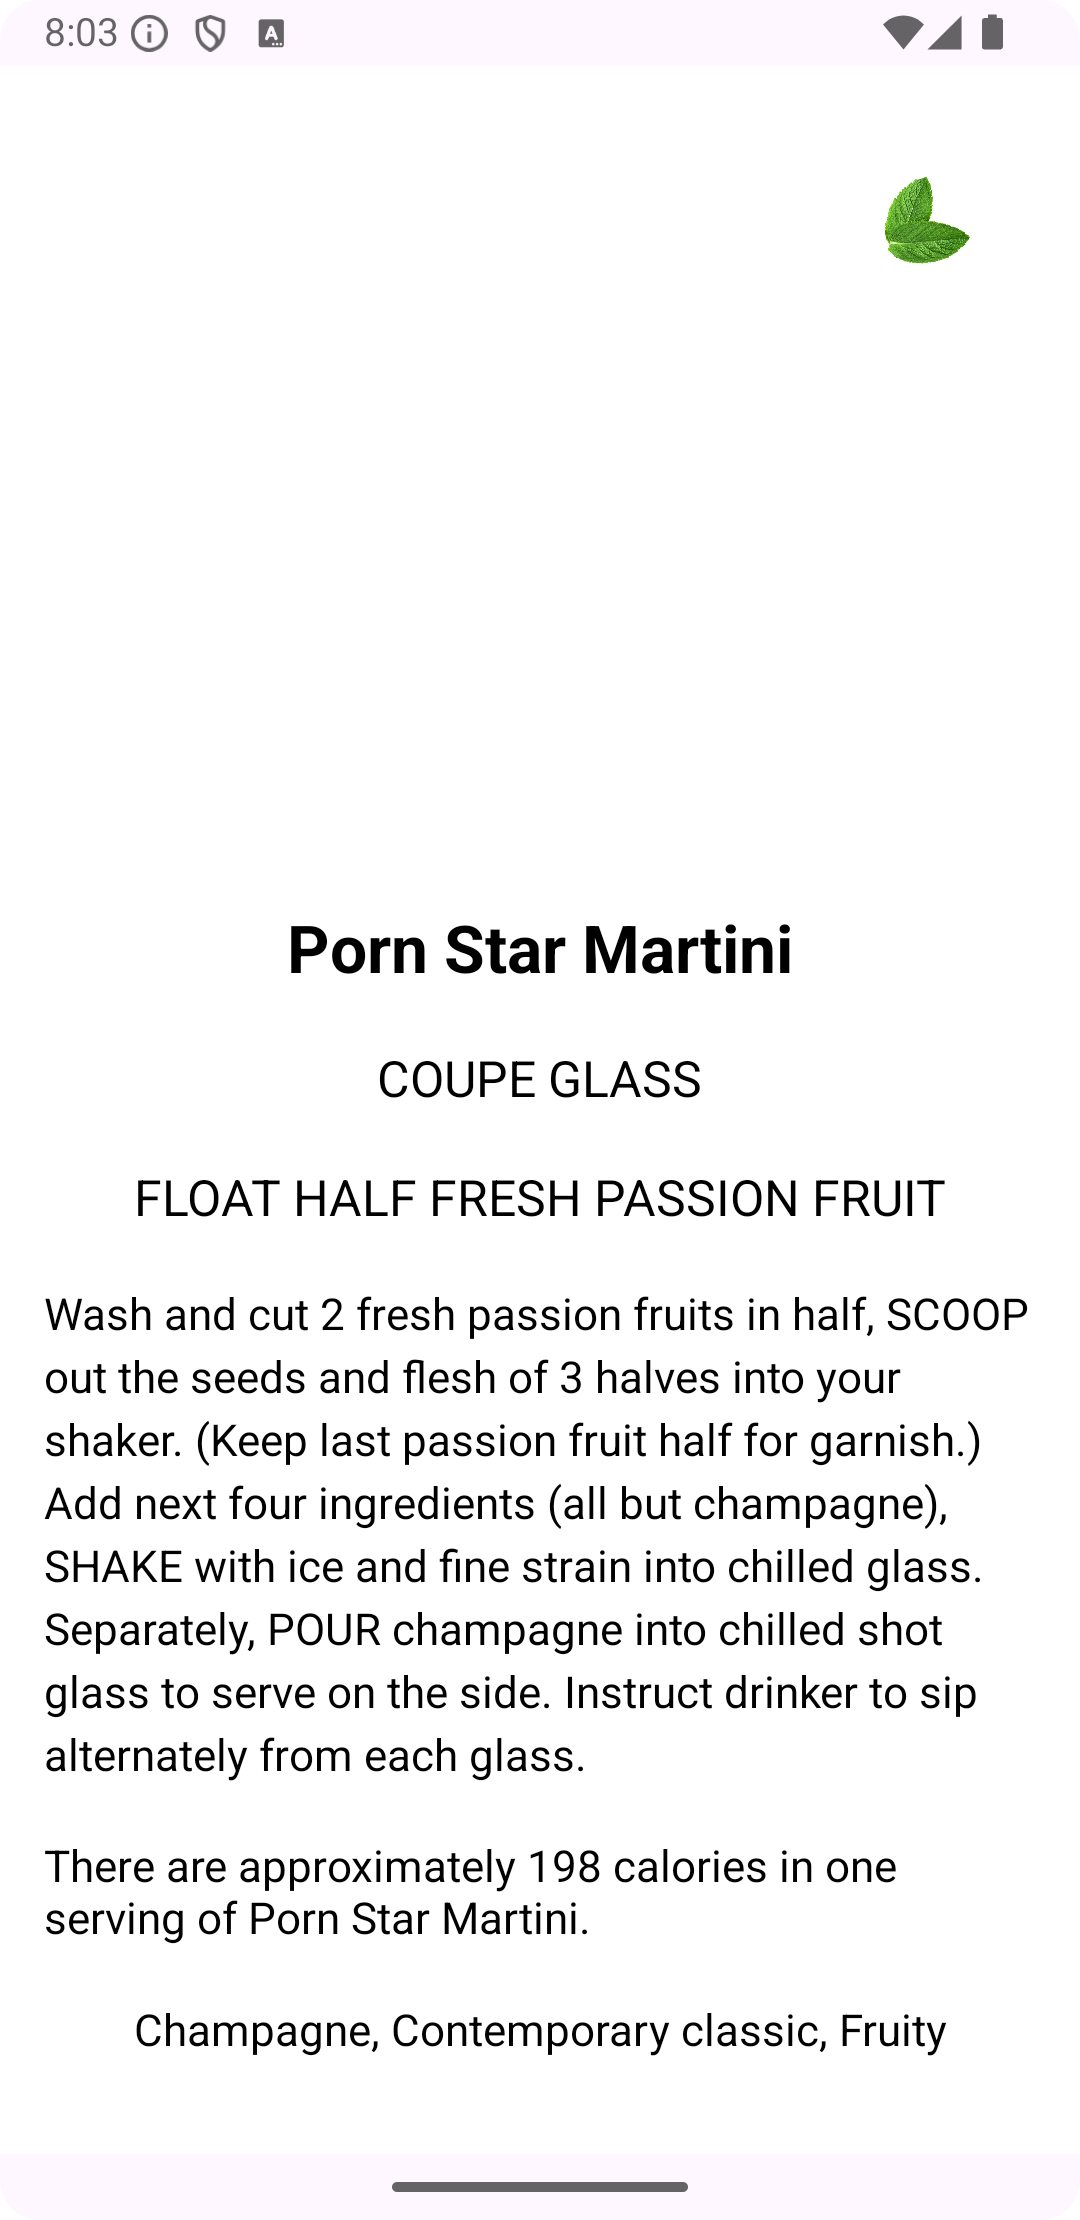 8:03
Porn Star Martini
COUPE GLASS
FLOAT HALF FRESH PASSION FRUIT
Wash and cut 2 fresh passion fruits in half, SCOOP
out the seeds and flesh of 3 halves into your
shaker. (Keep last passion fruit half for garnish.)
Add next four ingredients (all but champagne),
SHAKE with ice and fine strain into chilled glass.
Separately, POUR champagne into chilled shot
glass to serve on the side. Instruct drinker to sip
alternately from each glass.
There are approximately 198 calories in one
serving of Porn Star Martini.
Champagne, Contemporary classic, Fruity